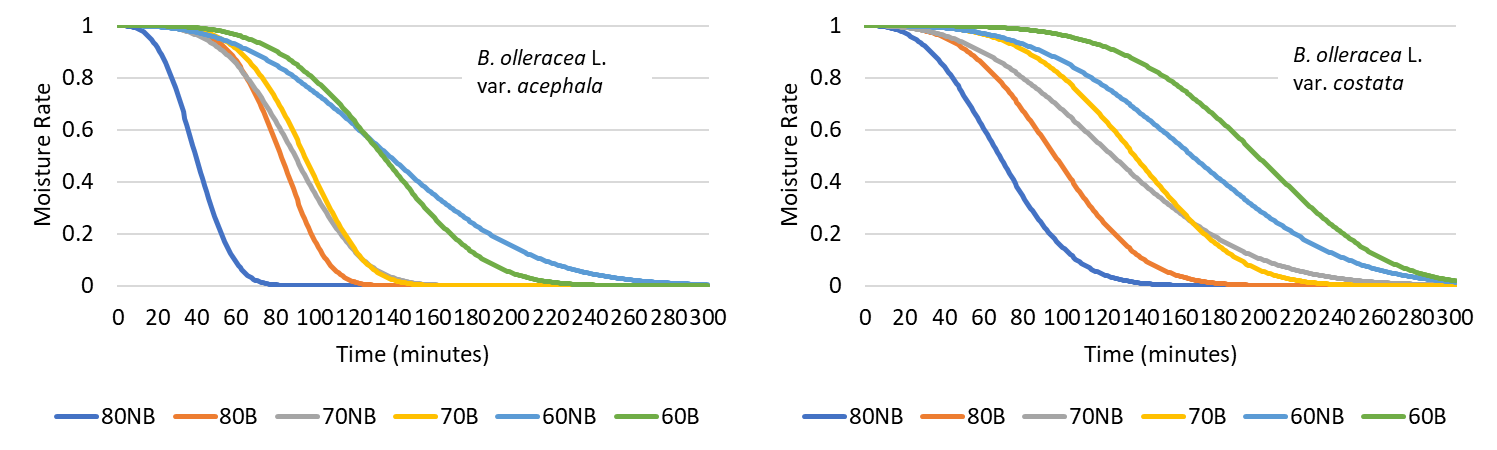 Moisture Rate
1
0.8
0.6
0.4
0.2
0
B. olleracea L.
var. acephala
0 20 40 60 80 100 120 140 160 180 200 220 240 260 280 300
Time (minutes)
80NB 80B 70NB 70B 60NB 60B
Moisture Rate
1
0.8
0.6
0.4
0.2
0
B. olleracea L.
var. costata
0 20 40 60 80 100 120 140 160 180 200 220 240 260 280 300
Time (minutes)
80NB 80B 70NB 70B 60NB 60B